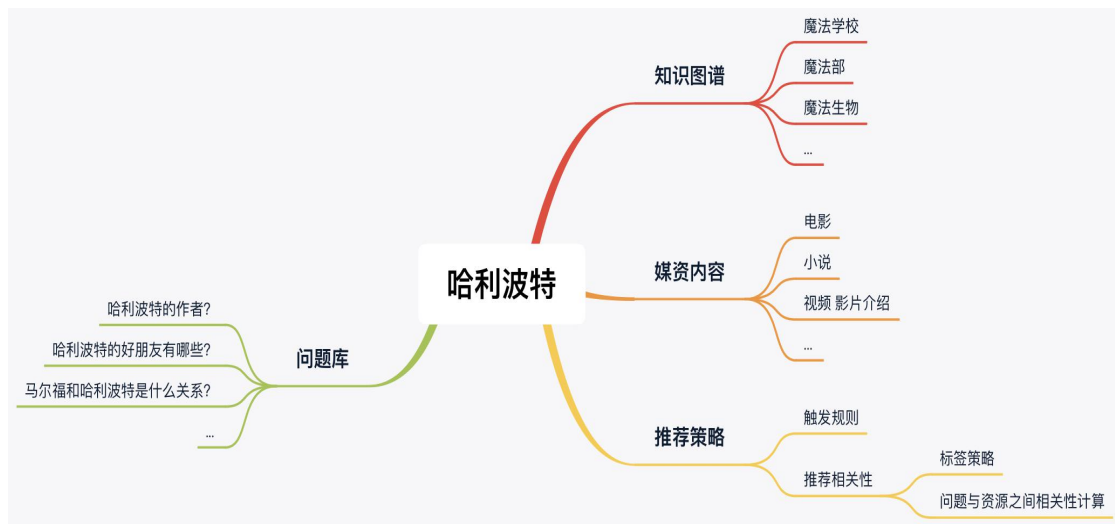 哈利波特
知识图谱
魔法学校
魔法部
魔法生物
...
媒资内容
电影
小说
视频 影片介绍
...
推荐策略
触发规则
推荐相关性
标签策略
问题与资源之间相关性计算
问题库
哈利波特的作者?
哈利波特的好朋友有哪些?
马尔福和哈利波特是什么关系?
...